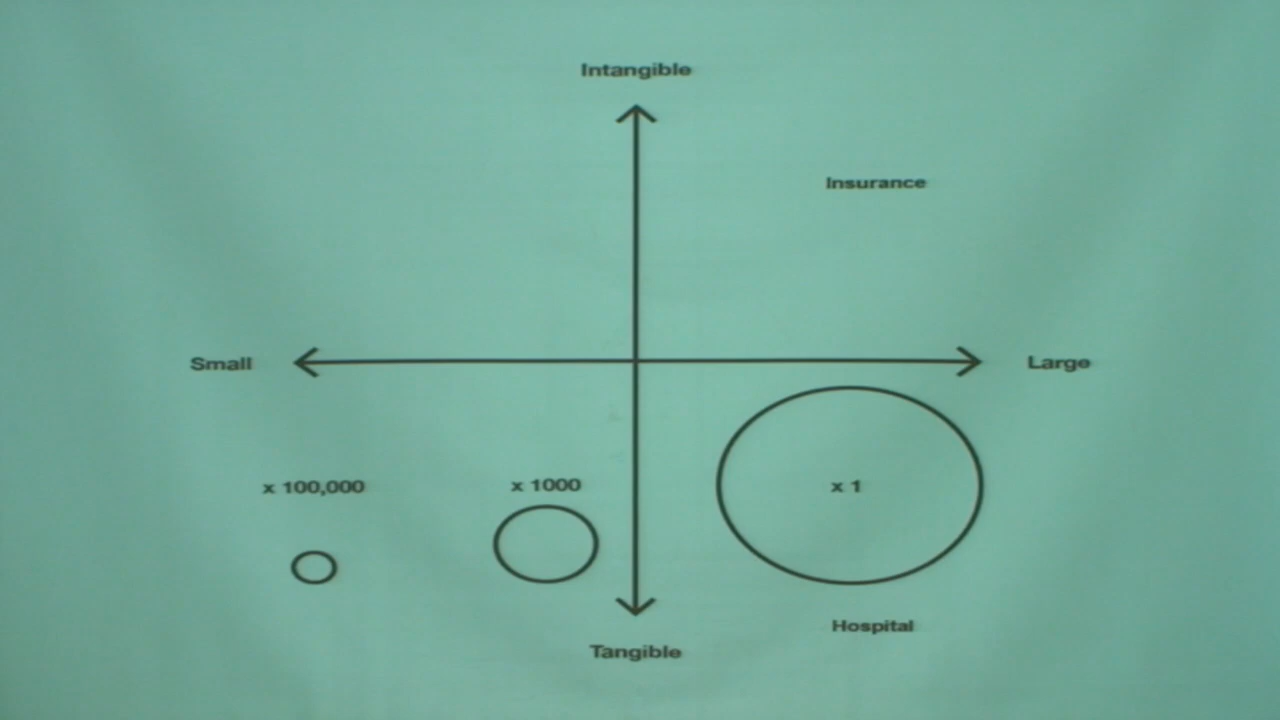 Intangible
Insurance
Small
Large
x 100,000
x 1000
x 1
Hospital
Tangible